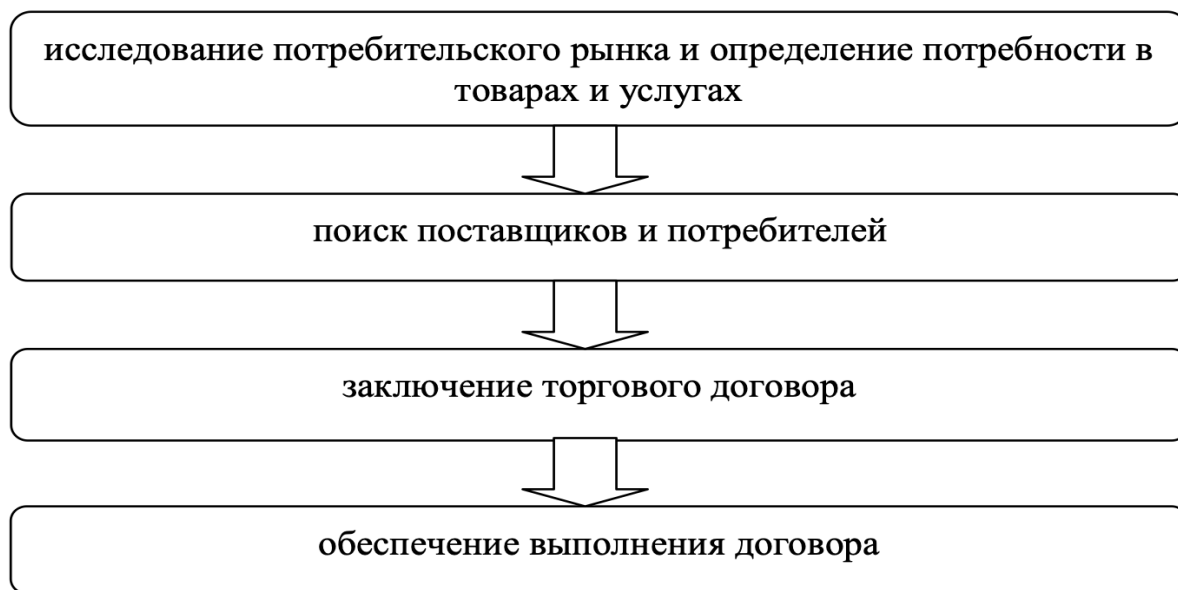 исследование потребительского рынка и определение потребности в
товарах и услугах
поиск поставщиков и потребителей
заключение торгового договора
обеспечение выполнения договора